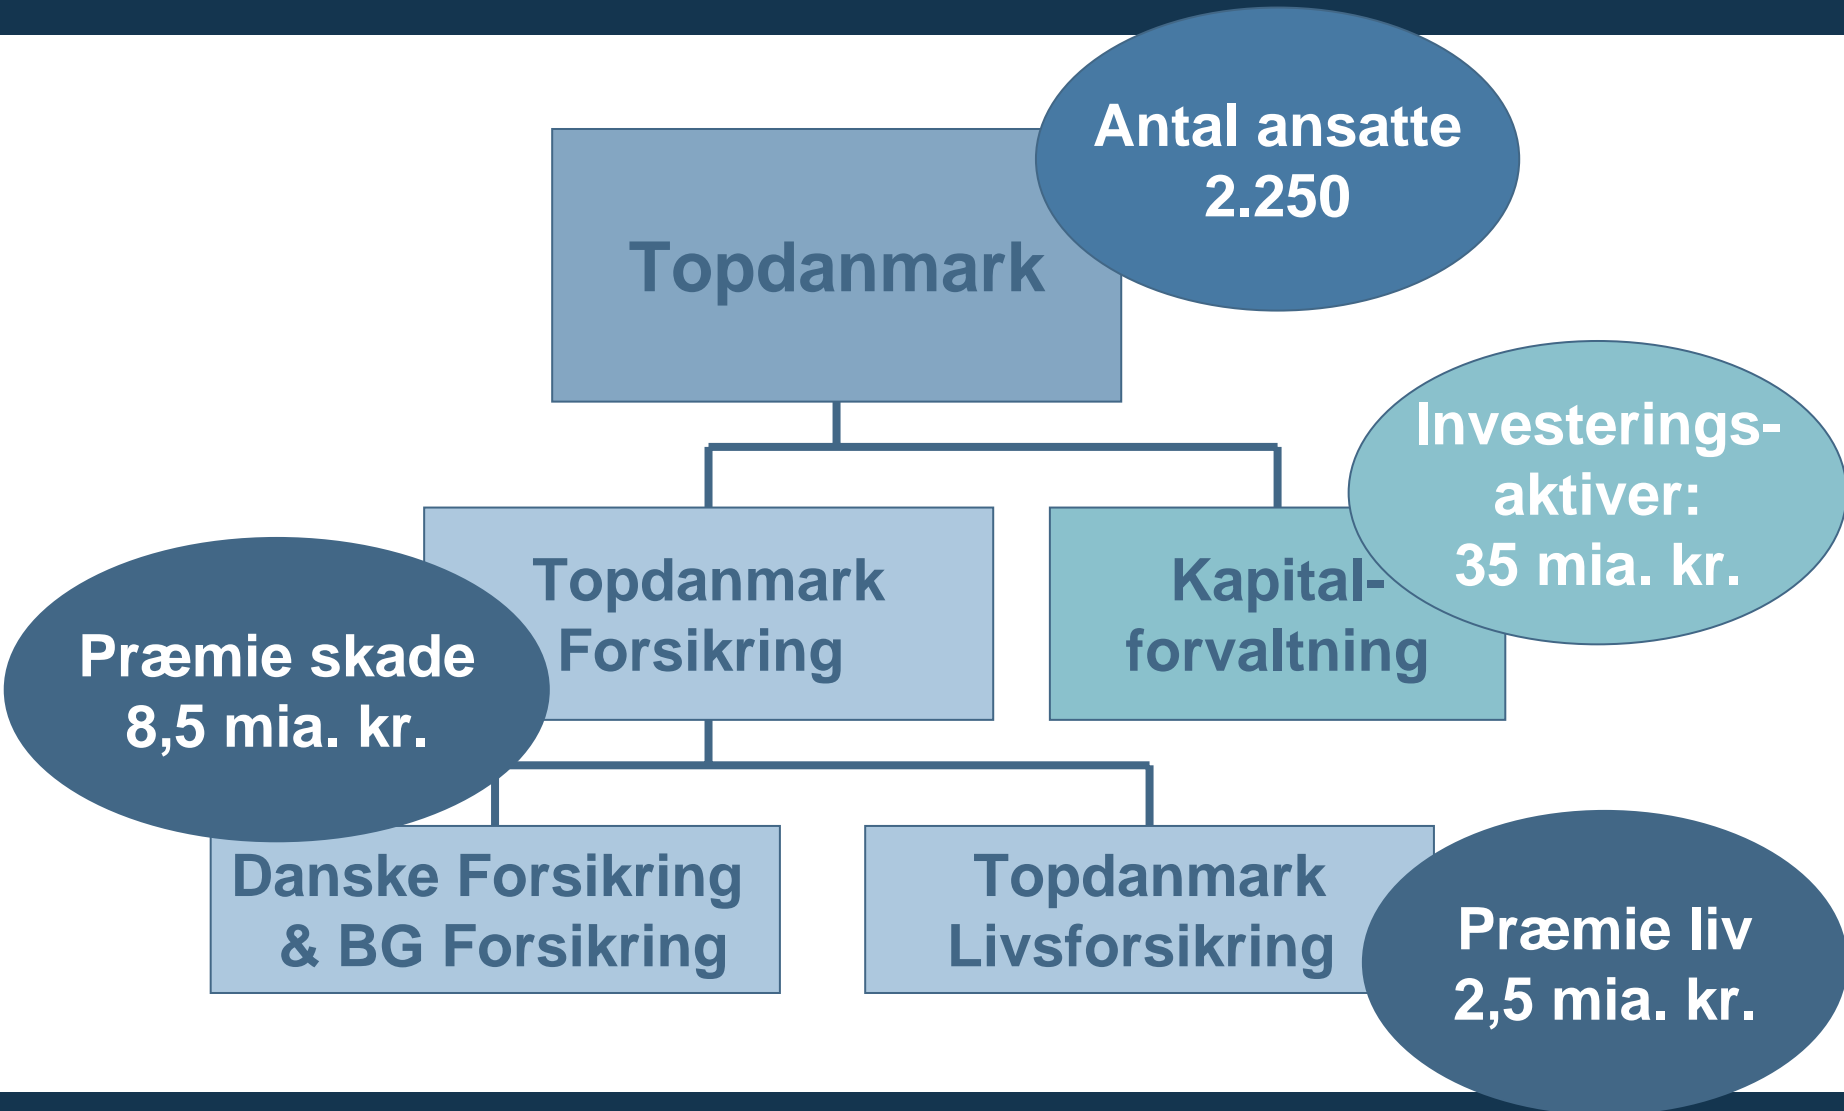 Antal ansatte
2.250
Topdanmark
Investerings-
aktiver:
35 mia. kr.
Topdanmark
Forsikring
Kapital-
forvaltning
Præmie skade
8,5 mia. kr.
Danske Forsikring
& BG Forsikring
Topdanmark
Livsforsikring
Præmie liv
2,5 mia. kr.